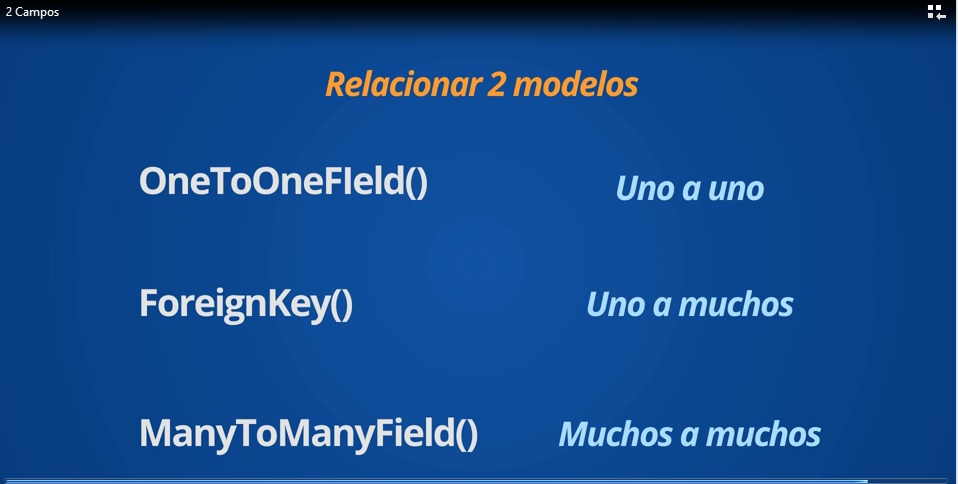 2 Campos
Relacionar 2 modelos
OneToOneFIeld()
Uno a uno
ForeignKey()
Uno a muchos
ManyToManyField()
Muchos a muchos